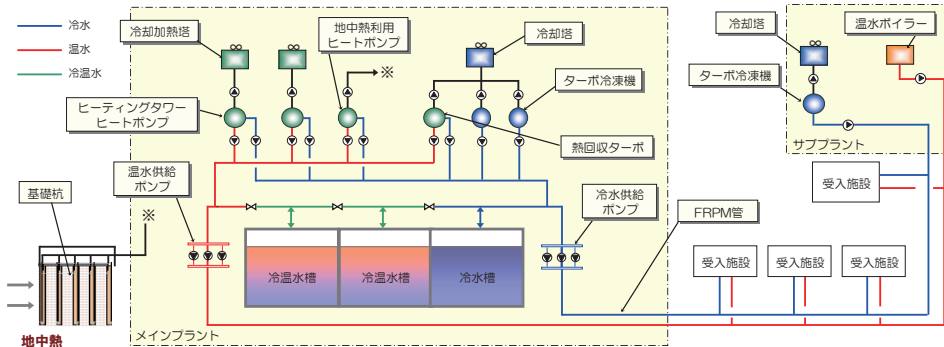 冷水
温水
冷温水
冷却加熱塔
地中熱利用
ヒートポンプ
※
冷却塔
ターボ冷凍機
ヒーティングタワー
ヒートポンプ
熱回収ターボ
温水供給
ポンプ
基礎杭
※
冷水供給
ポンプ
FRPM管
冷温水槽
冷温水槽
冷水槽
地中熱
メインプラント
冷却塔
温水ボイラー
ターボ冷凍機
サブプラント
受入施設
受入施設
受入施設
受入施設